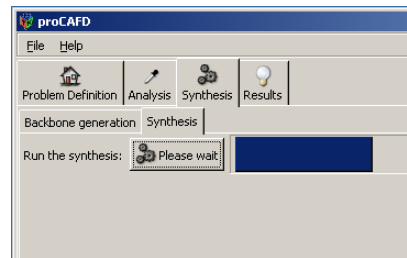 proCAFD
File Help
Problem Definition Analysis Synthesis Results
Backbone generation Synthesis
Run the synthesis: Please wait